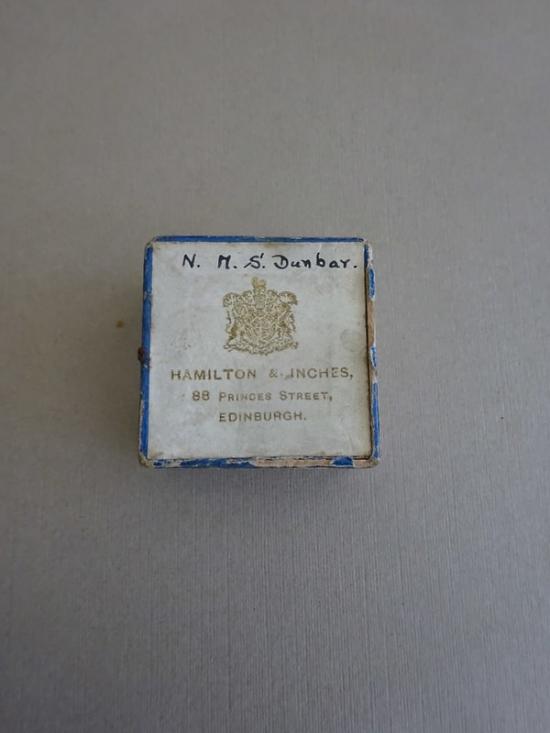 N. M. S. Dunbar.
HAMILTON & INCHES,
88 PRINCES STREET,
EDINBURGH.